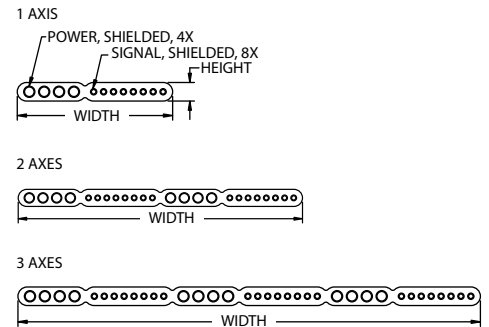 1 AXIS
POWER, SHIELDED, 4X
SIGNAL, SHIELDED, 8X
HEIGHT
WIDTH
2 AXES
WIDTH
3 AXES
WIDTH